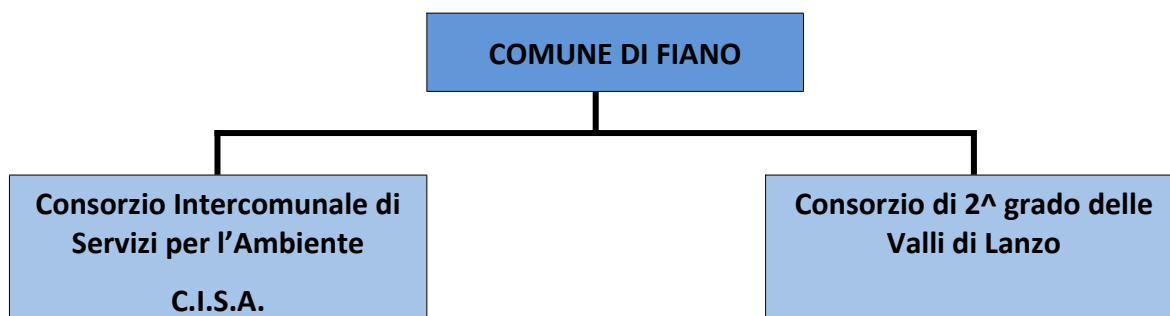 COMUNE DI FIANO
Consorzio Intercomunale di
Servizi per l’Ambiente
C.I.S.A.
Consorzio di 2^ grado delle
Valli di Lanzo